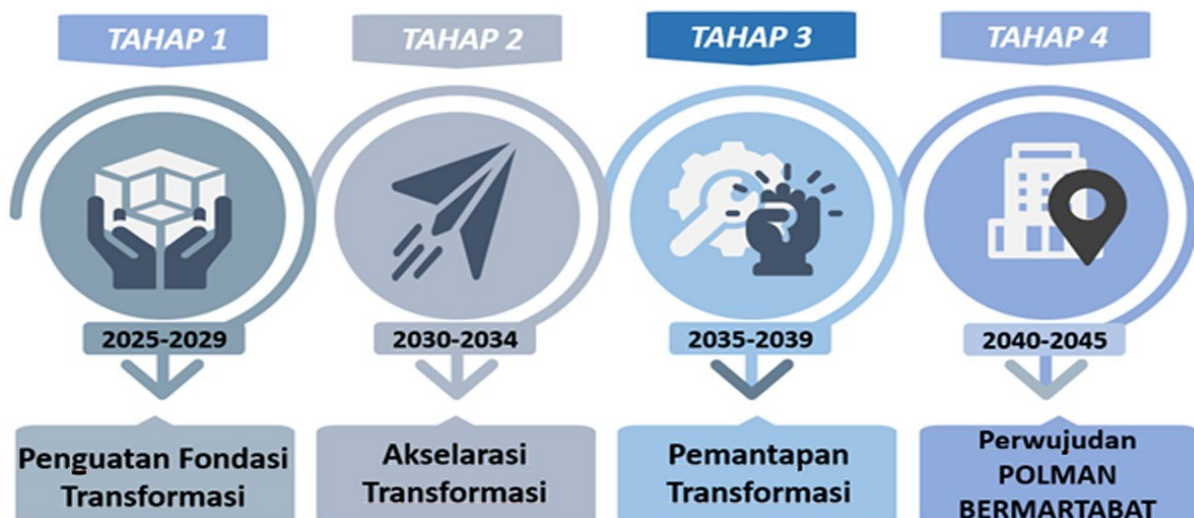 TAHAP 1
TAHAP 2
TAHAP 3
TAHAP 4
2025-2029
2030-2034
2035-2039
2040-2045
Penguatan Fondasi
Transformasi
Akselarasi
Transformasi
Pemantapan
Transformasi
Perwujudan
POLMAN
BERMARTABAT